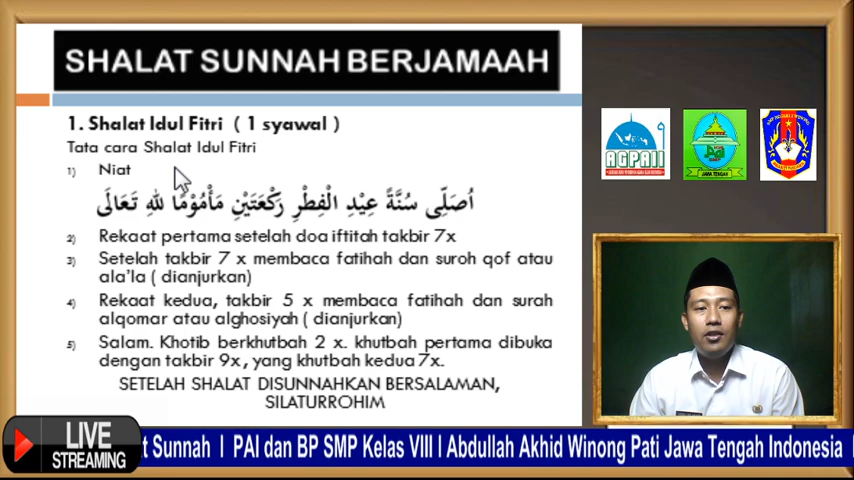 SHALAT SUNNAH BERJAMAAH
1. Shalat Idul Fitri ( 1 syawal )
Tata cara Shalat Idul Fitri
1) Niat
اُصَلِّى سُنَّةً عِيْدِ الْفِطْرِ رَكْعَتَيْنِ مَأْمُوْمًا لِلهِ تَعَالَى
2) Rekaat pertama setelah doa iftitah takbir 7x
3) Setelah takbir 7 x membaca fatihah dan suroh qof atau
ala'la ( dianjurkan)
4) Rekaat kedua, takbir 5 x membaca fatihah dan surah
alqomar atau alghosiyah ( dianjurkan)
5) Salam. Khotib berkhutbah 2 x. khutbah pertama dibuka
dengan takbir 9x, yang khutbah kedua 7x.
SETELAH SHALAT DISUNNAHKAN BERSALAMAN,
SILATURROHIM
AGPAII
JAWA TENGAH
LIVE
STREAMING
at Sunnah I PAI dan BP SMP Kelas VIII I Abdullah Akhid Winong Pati Jawa Tengah Indonesia